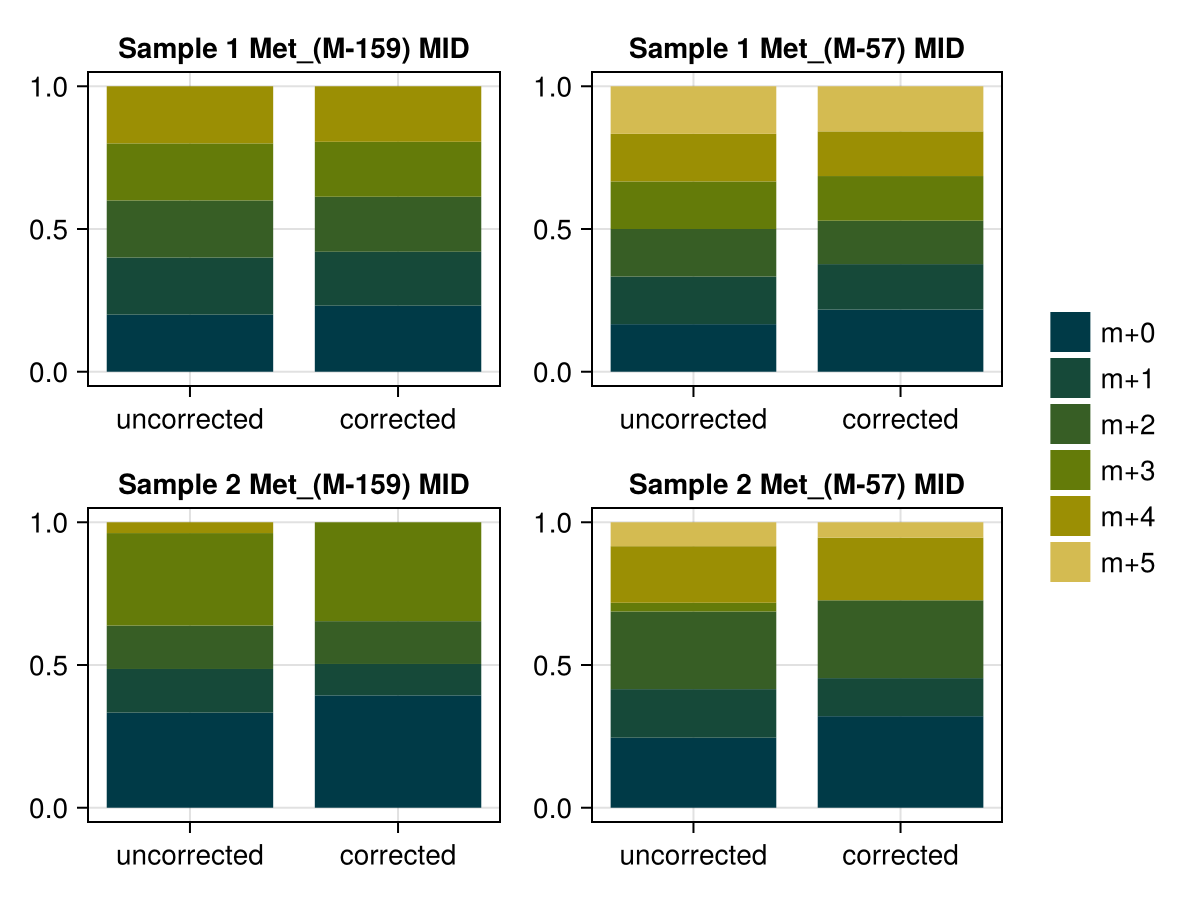 Sample 1 Met_(M-159) MID
1.0
0.5
0.0
uncorrected corrected
Sample 1 Met_(M-57) MID
1.0
0.5
0.0
uncorrected corrected
Sample 2 Met_(M-159) MID
1.0
0.5
0.0
uncorrected corrected
Sample 2 Met_(M-57) MID
1.0
0.5
0.0
uncorrected corrected
m+0
m+1
m+2
m+3
m+4
m+5